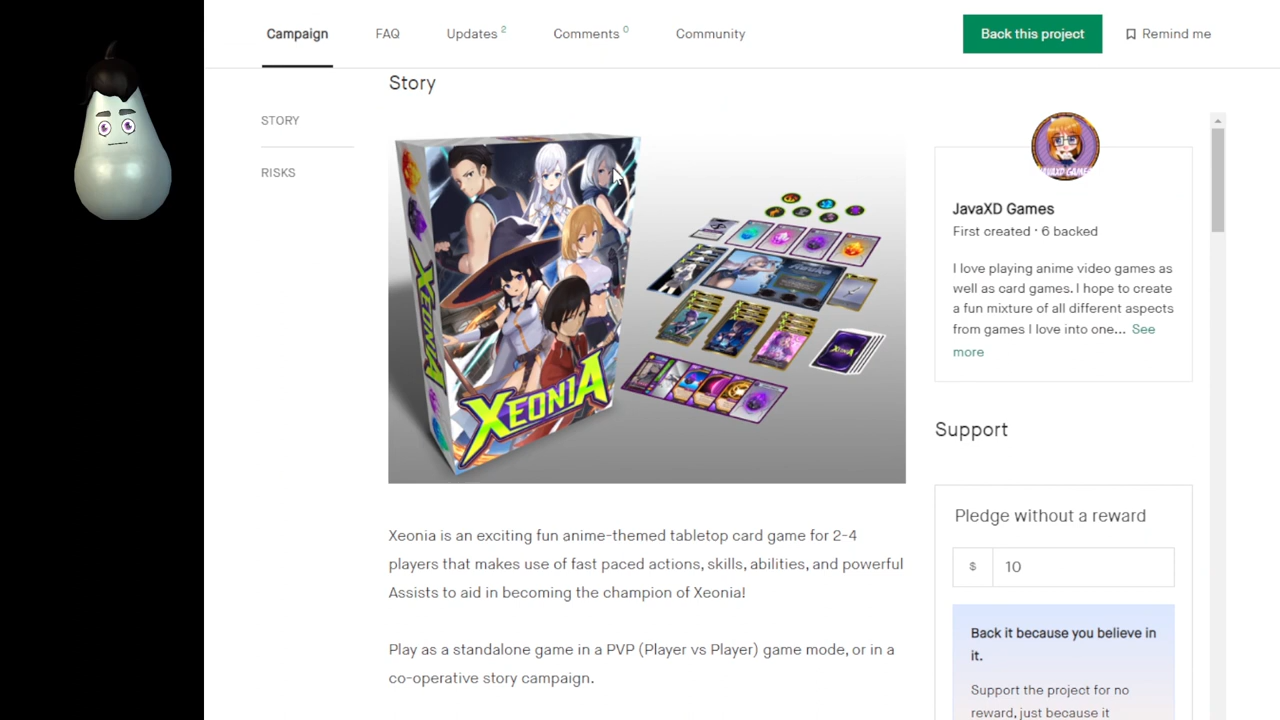 Campaign FAQ Updates 2 Comments 0 Community Back this project Remind me
Story
STORY
RISKS
XEONIA
XEONIA
XEONIA
JAVAXD GAMES
JavaXD Games
First created · 6 backed
I love playing anime video games as
well as card games. I hope to create
a fun mixture of all different aspects
from games I love into one... See
more
Support
Pledge without a reward
$ 10
Back it because you believe in
it.
Support the project for no
reward, just because it
Xeonia is an exciting fun anime-themed tabletop card game for 2-4
players that makes use of fast paced actions, skills, abilities, and powerful
Assists to aid in becoming the champion of Xeonia!
Play as a standalone game in a PVP (Player vs Player) game mode, or in a
co-operative story campaign.